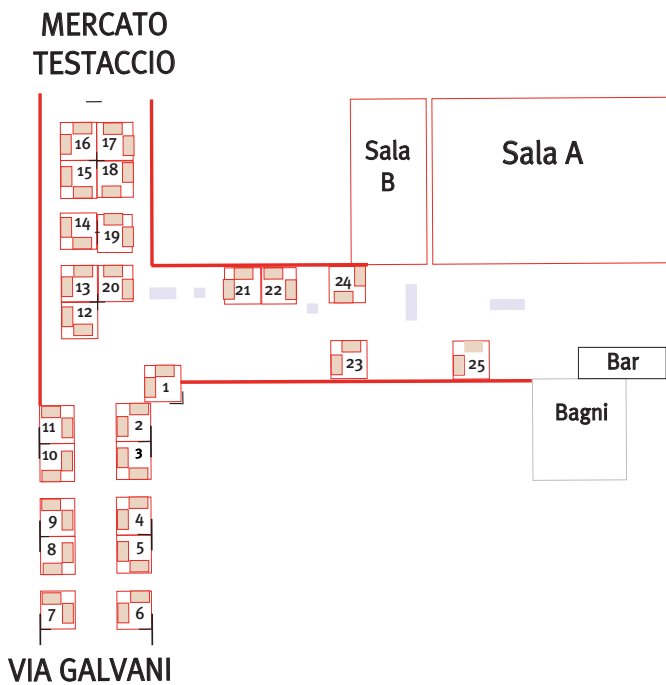 MERCATO
TESTACCIO
16 17
15 18
14 19
13 20
12
Sala
B
Sala A
21 22
24
23
25
Bar
Bagni
1
11
10
2
3
9
8
4
5
7
6
VIA GALVANI